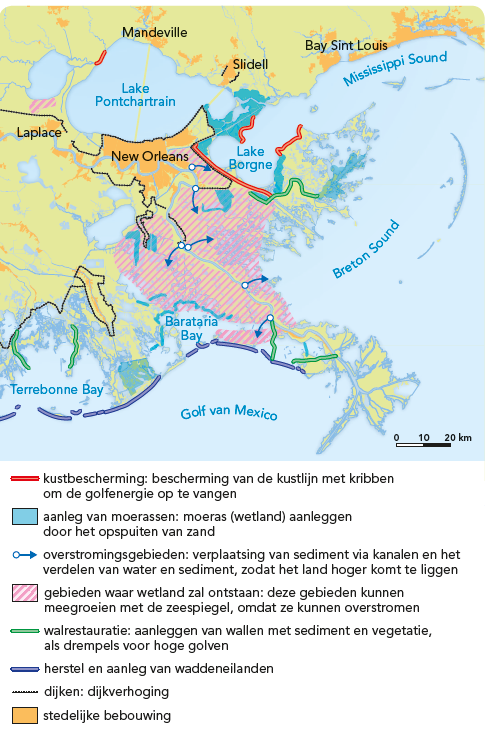 Mandeville
Bay Sint Louis
Mississippi Sound
Slidell
Lake
Pontchartrain
Laplace
New Orleans
Lake
Borgne
Breton Sound
Barataria
Bay
Terrebonne Bay
Golf van Mexico
0 10 20 km
kustbescherming: bescherming van de kustlijn met kribben
om de golfenergie op te vangen
aanleg van moerassen: moeras (wetland) aanleggen
door het opspuiten van zand
overstromingsgebieden: verplaatsing van sediment via kanalen en het
verdelen van water en sediment, zodat het land hoger komt te liggen
gebieden waar wetland zal ontstaan: deze gebieden kunnen
meegroeien met de zeespiegel, omdat ze kunnen overstromen
walrestauratie: aanleggen van wallen met sediment en vegetatie,
als drempels voor hoge golven
herstel en aanleg van waddeneilanden
dijken: dijkverhoging
stedelijke bebouwing